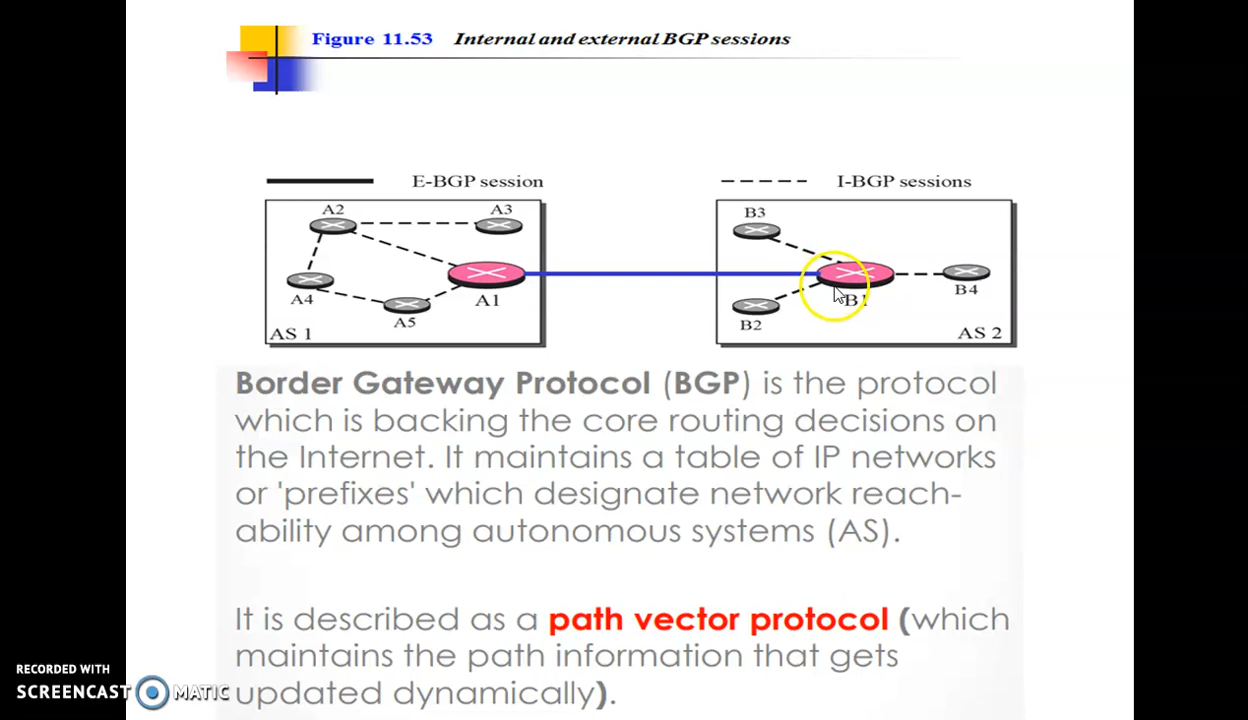 Figure 11.53 Internal and external BGP sessions
E-BGP session
I-BGP sessions
A2
A3
A4
A5
A1
AS 1
B3
B2
B1
B4
AS 2
Border Gateway Protocol (BGP) is the protocol
which is backing the core routing decisions on
the Internet. It maintains a table of IP networks
or 'prefixes' which designate network reach-
ability among autonomous systems (AS).
It is described as a path vector protocol (which
maintains the path information that gets
updated dynamically).
RECORDED WITH
SCREENCAST MATIC